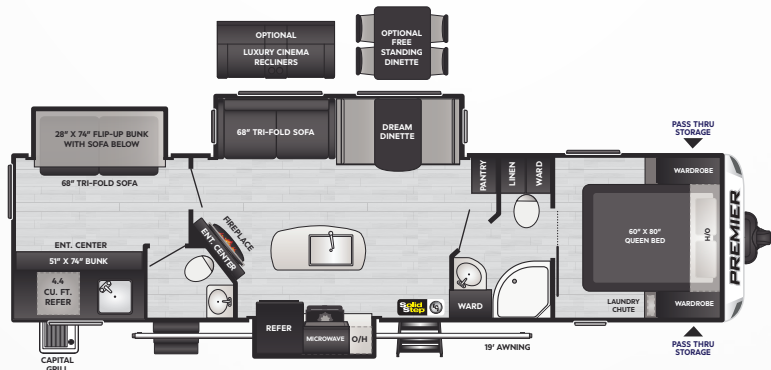 OPTIONAL
LUXURY CINEMA
RECLINERS
OPTIONAL
FREE
STANDING
DINETTE
28" X 74" FLIP-UP BUNK
WITH SOFA BELOW
68" TRI-FOLD SOFA
68" TRI-FOLD SOFA
DREAM
DINETTE
PANTRY
LINEN
WARD
PASS THRU
STORAGE
WARDROBE
60" X 80"
QUEEN BED
H/O
PREMIER
FIREPLACE
ENT. CENTER
ENT. CENTER
51" X 74" BUNK
4.4
CU. FT.
REFER
CAPITAL
GRILL
REFER
MICROWAVE
O/H
Solid
Step
WARD
19' AWNING
LAUNDRY
CHUTE
WARDROBE
PASS THRU
STORAGE